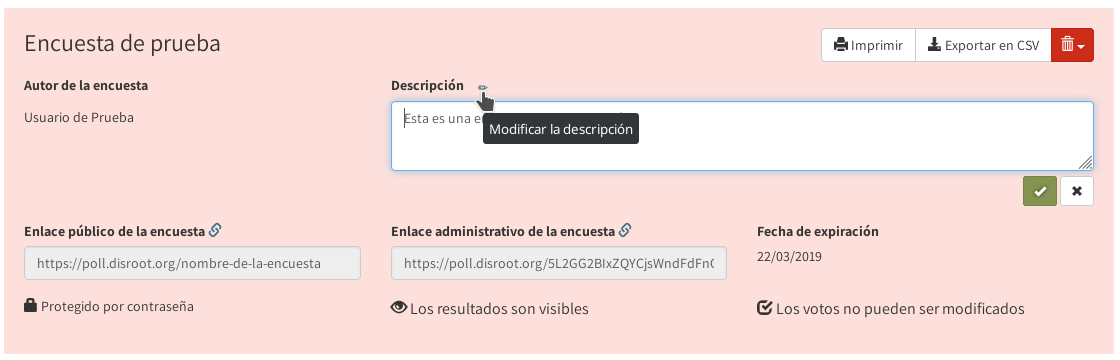 Encuesta de prueba
Imprimir
Exportar en CSV
Autor de la encuesta
Descripción
Usuario de Prueba
Esta es una
Modificar la descripción
Enlace público de la encuesta
Enlace administrativo de la encuesta
Fecha de expiración
https://poll.disroot.org/nombre-de-la-encuesta
https://poll.disroot.org/5L2GG2BIxZQYCjsWndFdFnC
22/03/2019
Protegido por contraseña
Los resultados son visibles
Los votos no pueden ser modificados